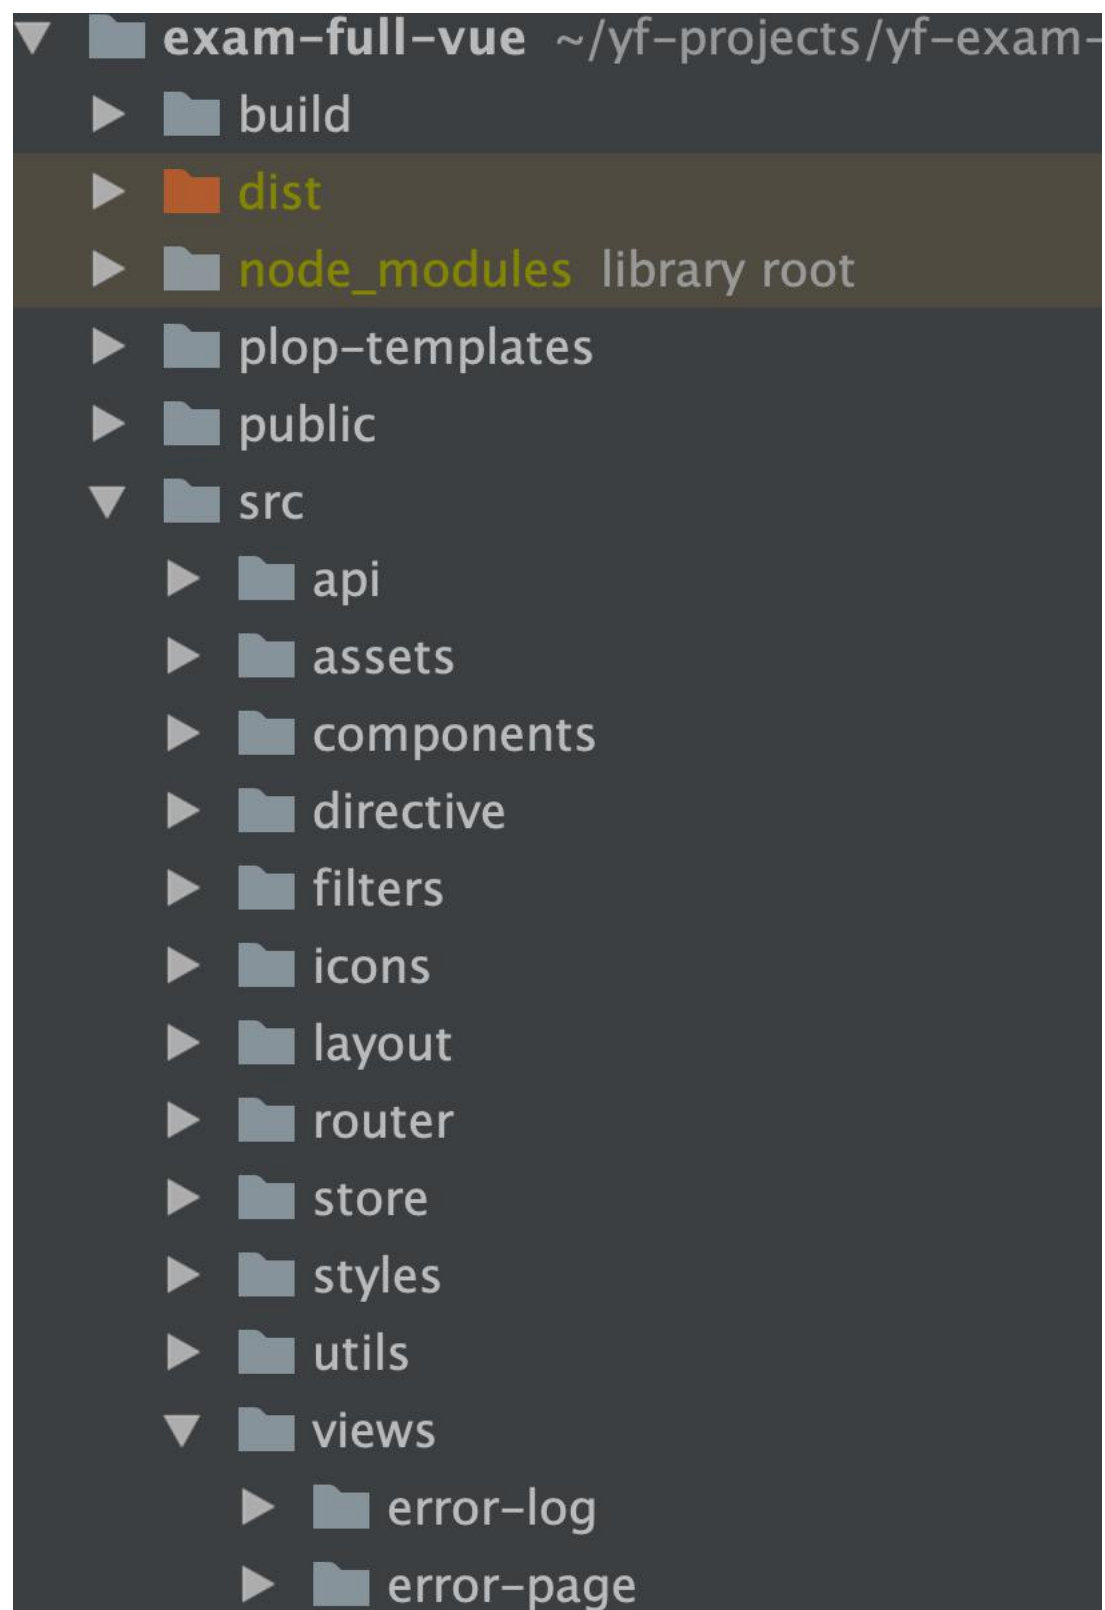 exam-full-vue ~/yf-projects/yf-exam-
build
dist
node_modules library root
plop-templates
public
src
api
assets
components
directive
filters
icons
layout
router
store
styles
utils
views
error-log
error-page